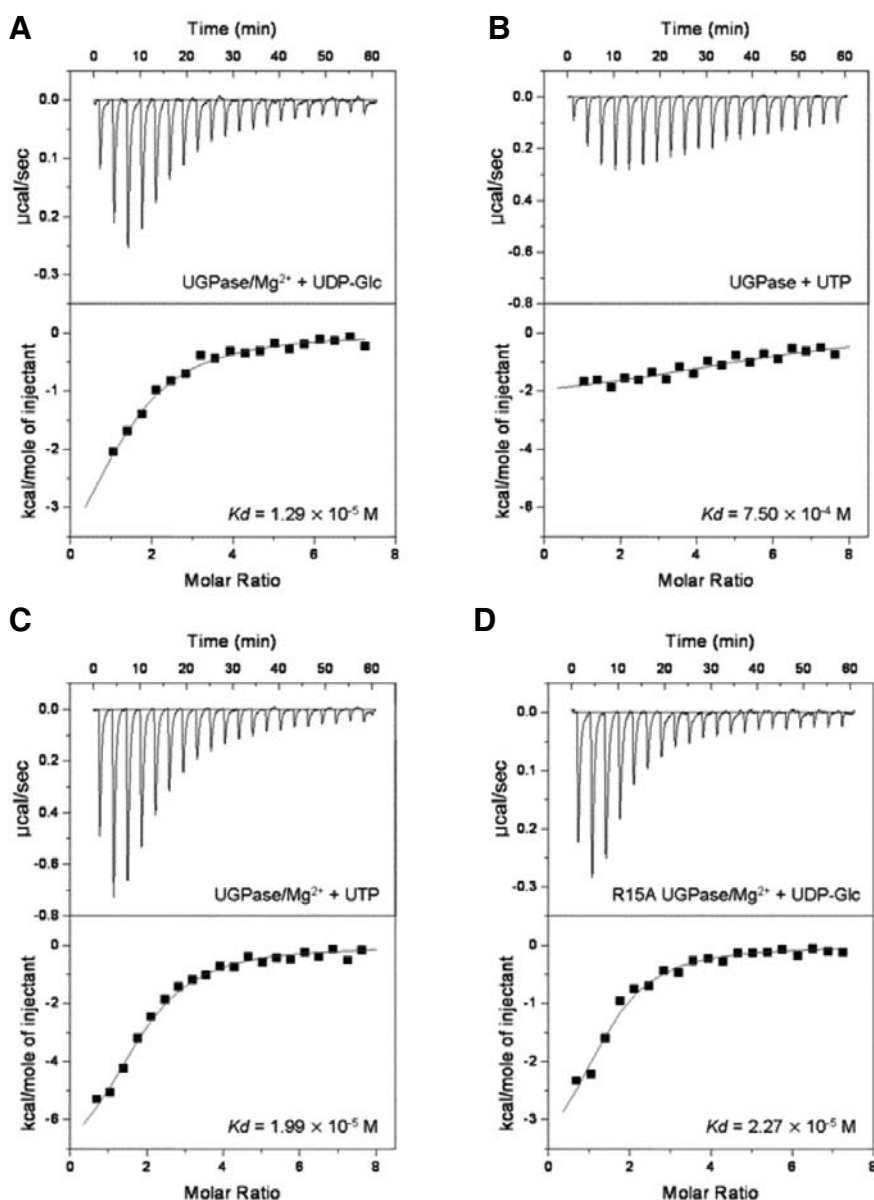 A
Time (min)
0 10 20 30 40 50 60
0.0
0.1
0.2
-0.3
µcal/sec
UGPase/Mg²⁺ + UDP-Glc
0
-1
-2
-3
kcal/mole of injectant
Kd = 1.29 × 10⁻⁵ M
0 2 4 6 8
Molar Ratio
B
Time (min)
0 10 20 30 40 50 60
0.0
0.2
0.4
-0.6
-0.8
µcal/sec
UGPase + UTP
0
-2
-4
-6
kcal/mole of injectant
Kd = 7.50 × 10⁻⁴ M
0 2 4 6 8
Molar Ratio
C
Time (min)
0 10 20 30 40 50 60
0.0
0.2
0.4
-0.6
-0.8
µcal/sec
UGPase/Mg²⁺ + UTP
0
-2
-4
-6
kcal/mole of injectant
Kd = 1.99 × 10⁻⁵ M
0 2 4 6 8
Molar Ratio
D
Time (min)
0 10 20 30 40 50 60
0.0
0.1
0.2
-0.3
µcal/sec
R15A UGPase/Mg²⁺ + UDP-Glc
0
-1
-2
-3
kcal/mole of injectant
Kd = 2.27 × 10⁻⁵ M
0 2 4 6 8
Molar Ratio